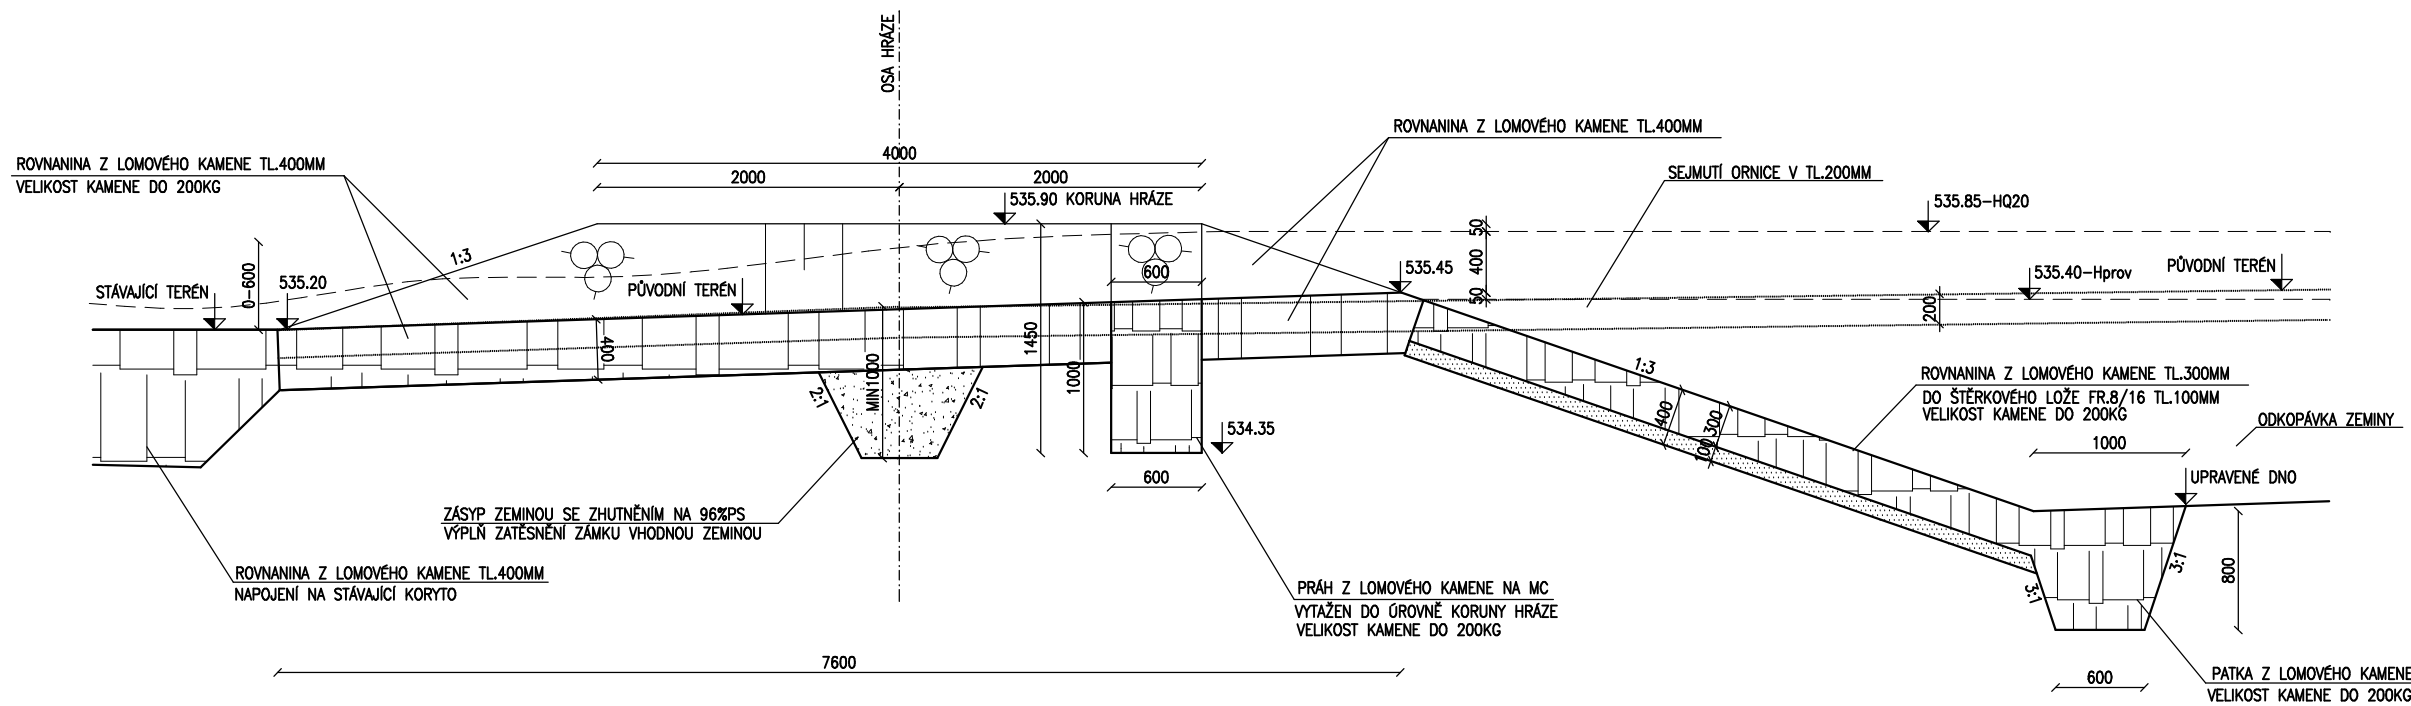 OSA HRÁZE
ROVNANINA Z LOMOVÉHO KAMENE TL.400MM
VELIKOST KAMENE DO 200KG
4000
2000
2000
ROVNANINA Z LOMOVÉHO KAMENE TL.400MM
SEJMUTÍ ORNICE V TL.200MM
535.90 KORUNA HRÁZE
535.85-HQ20
1:3
0-600
STÁVAJÍCÍ TERÉN
535.20
PŮVODNÍ TERÉN
600
535.45
50
400
50
535.40-Hprov
PŮVODNÍ TERÉN
200
400
MIN1000
1450
1000
2:1
2:1
534.35
600
1:3
400
300
100
ROVNANINA Z LOMOVÉHO KAMENE TL.300MM
DO ŠTĚRKOVÉHO LOŽE FR.8/16 TL.100MM
VELIKOST KAMENE DO 200KG
ODKOPÁVKA ZEMINY
1000
UPRAVENÉ DNO
ZÁSYP ZEMINOU SE ZHUTNĚNÍM NA 96%PS
VÝPLŇ ZATĚSNĚNÍ ZÁMKU VHODNOU ZEMINOU
ROVNANINA Z LOMOVÉHO KAMENE TL.400MM
NAPOJENÍ NA STÁVAJÍCÍ KORYTO
PRÁH Z LOMOVÉHO KAMENE NA MC
VYTAŽEN DO ÚROVNĚ KORUNY HRÁZE
VELIKOST KAMENE DO 200KG
3:1
3:1
800
7600
600
PATKA Z LOMOVÉHO KAMENE
VELIKOST KAMENE DO 200KG